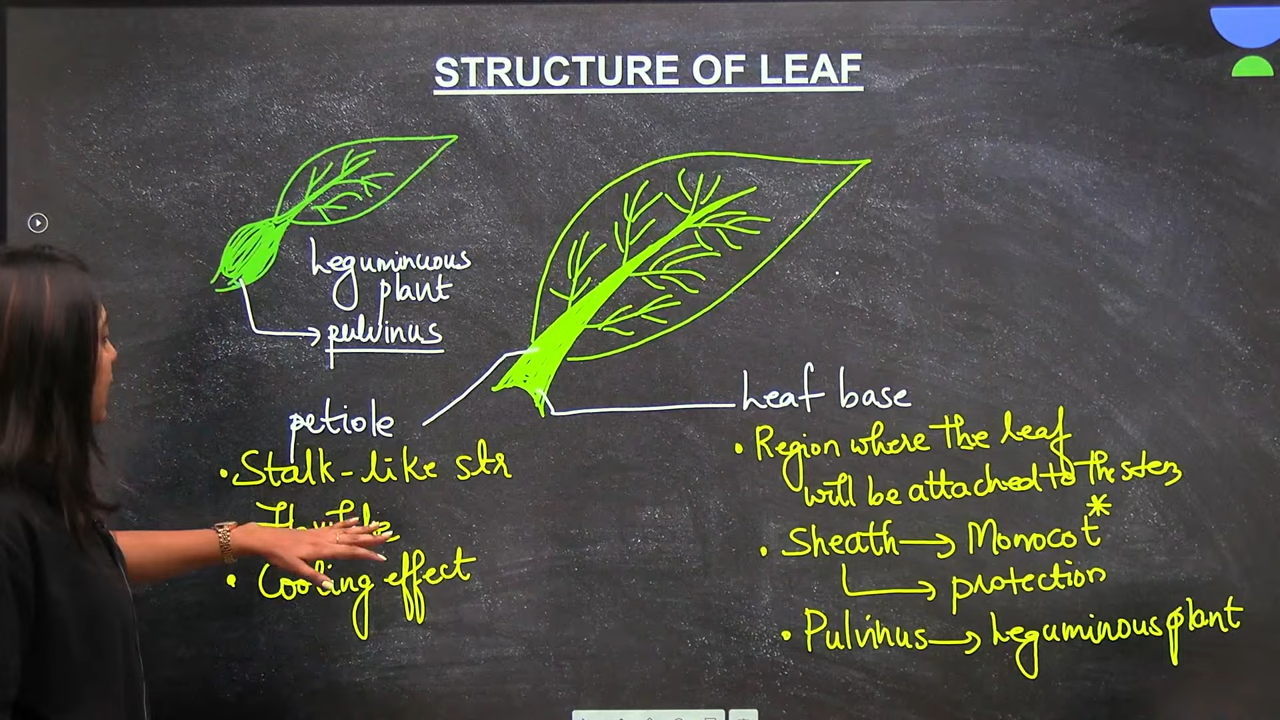 STRUCTURE OF LEAF
Leguminuous
plant
pulvinus
petiole
• Stalk-like str
• Cooling effect
Leaf base
• Region where the leaf
will be attached to the stem
• Sheath → Monocot*
→ protection
• Pulvinus → Leguminous plant